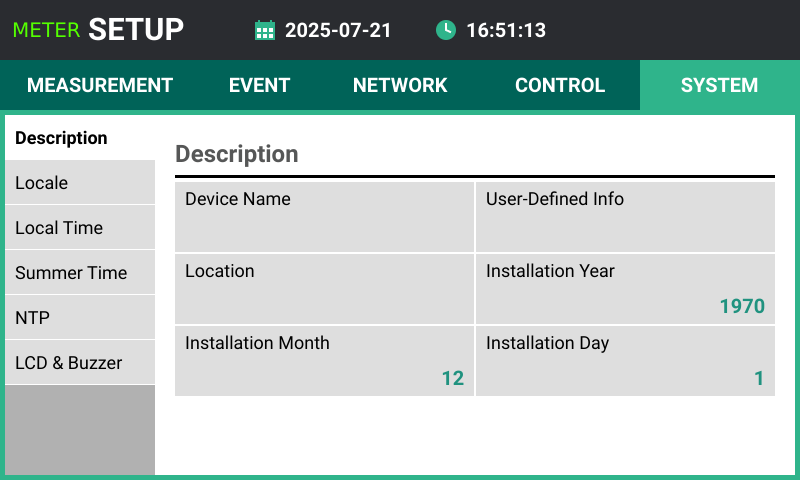 METER SETUP 2025-07-21 16:51:13
MEASUREMENT EVENT NETWORK CONTROL SYSTEM
Description
Locale
Local Time
Summer Time
NTP
LCD & Buzzer
Description
Device Name User-Defined Info
Location Installation Year
1970
Installation Month Installation Day
12 1